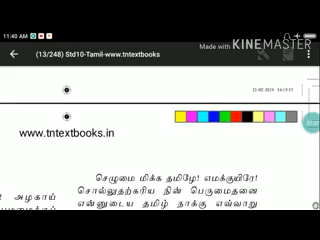 11:40 AM
Made with KINEMASTER
(13/248) Std10-Tamil-www.tntextbooks
www.tntextbooks.in
செழுமை மிக்க தமிழே! எமக்குயிரே!
அழகாய்
சொல்லுதற்கரிய நின் பெருமைதனை
என்னுடைய தமிழ் நாக்கு எவ்வாறு